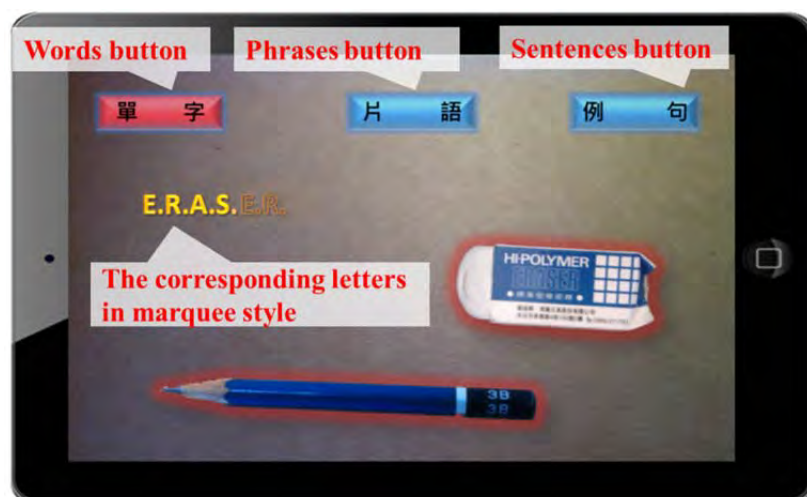 Words button
Phrases button
Sentences button
單 字
片 語
例 句
E.R.A.S.E.R.
The corresponding letters
in marquee style
HI-POLYMER
ERASER
3B
3B